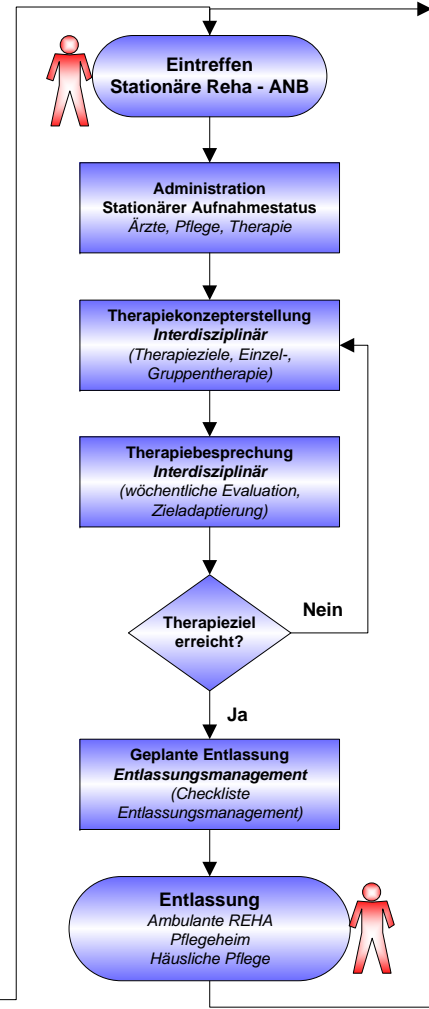 Eintreffen
Stationäre Reha - ANB
Administration
Stationärer Aufnahmestatus
Ärzte, Pflege, Therapie
Therapiekonzepterstellung
Interdisziplinär
(Therapieziele, Einzel-,
Gruppentherapie)
Therapiebesprechung
Interdisziplinär
(wöchentliche Evaluation,
Zieladaptierung)
Therapieziel
erreicht?
Nein
Ja
Geplante Entlassung
Entlassungsmanagement
(Checkliste
Entlassungsmanagement)
Entlassung
Ambulante REHA
Pflegeheim
Häusliche Pflege